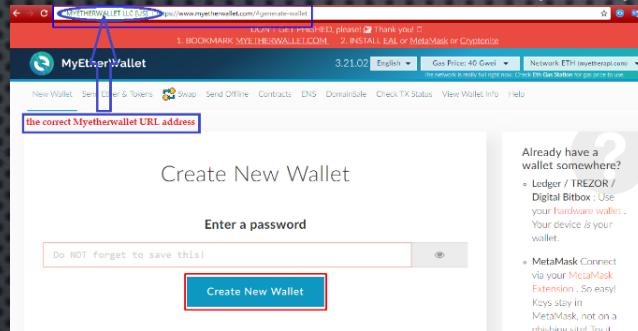 MYETHERWALLET LLC [US] https://www.myetherwallet.com/#generate-wallet
DON'T GET PHISHED, please! Thank you!
1. BOOKMARK MYETHERWALLET.COM 2. INSTALL EAL or MetaMask or Cryptonite
MyEtherWallet
3.21.02 English Gas Price: 40 Gwei Network ETH (myetherapi.com)
The network is really full right now. Check Eth Gas Station for gas price to use.
New Wallet Send Ether & Tokens Swap Send Offline Contracts ENS DomainSale Check TX Status View Wallet Info Help
the correct Myetherwallet URL address
Create New Wallet
Enter a password
Do NOT forget to save this!
Create New Wallet
Already have a
wallet somewhere?
Ledger / TREZOR /
Digital Bitbox : Use
your hardware wallet .
Your device is your
wallet.
MetaMask Connect
via your MetaMask
Extension . So easy!
Keys stay in
MetaMask, not on a
phishing site! Try it